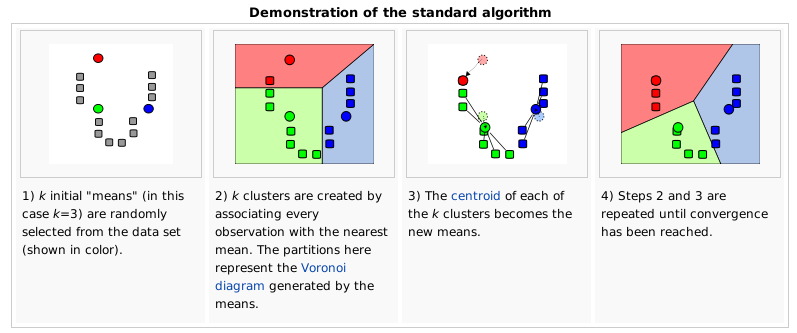 Demonstration of the standard algorithm
1) k initial "means" (in this
case k=3) are randomly
selected from the data set
(shown in color).
2) k clusters are created by
associating every
observation with the nearest
mean. The partitions here
represent the Voronoi
diagram generated by the
means.
3) The centroid of each of
the k clusters becomes the
new means.
4) Steps 2 and 3 are
repeated until convergence
has been reached.